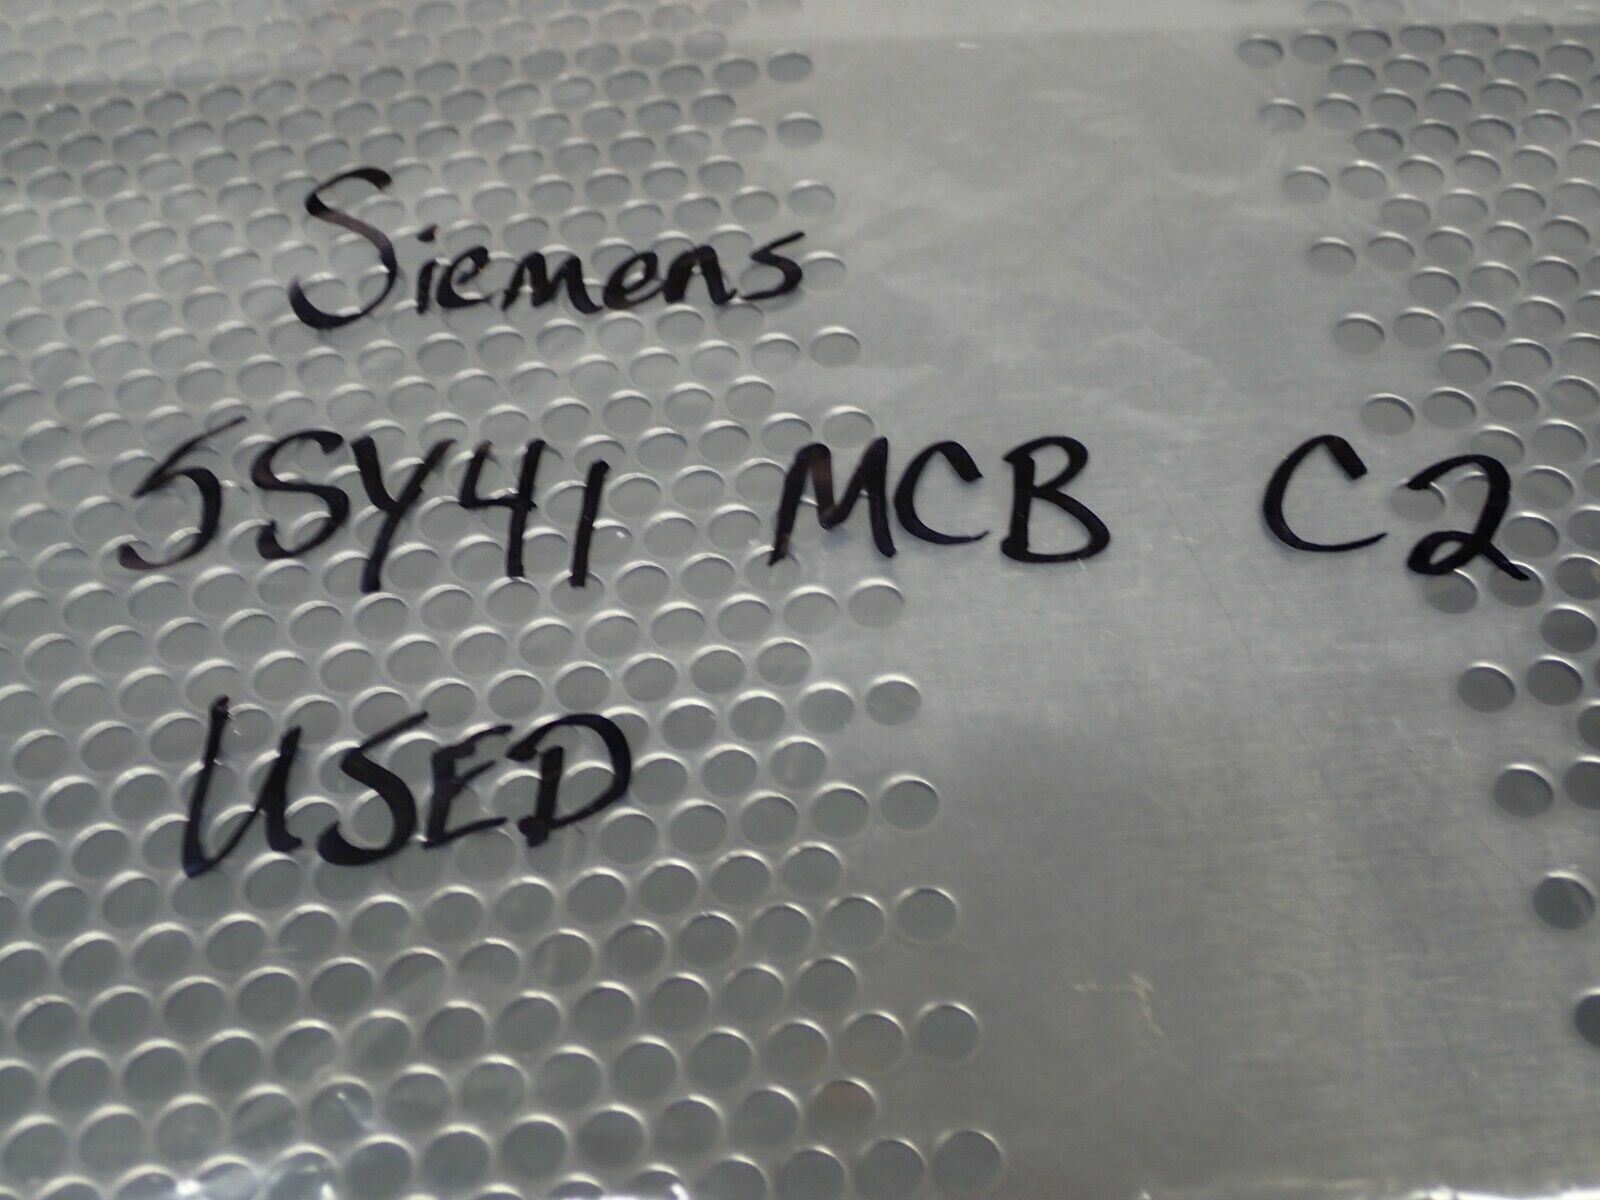 Siemens
5SY41 MCB C2
USED